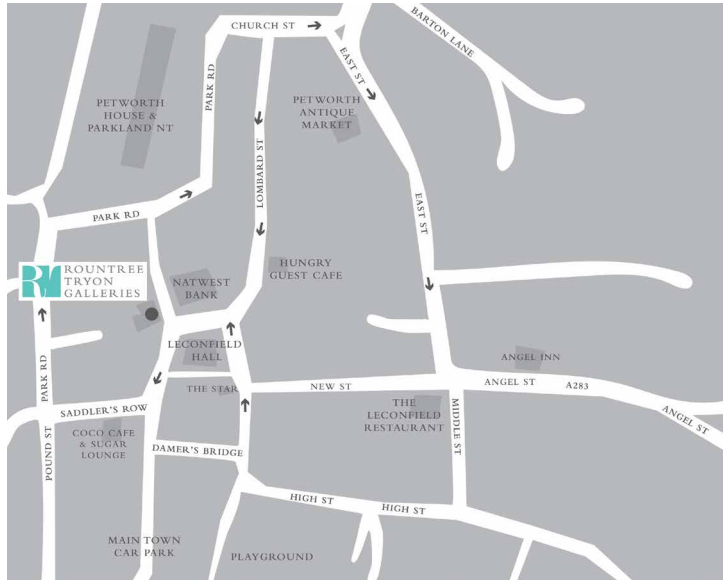 CHURCH ST
BARTON LANE
EAST ST
PARK RD
PETWORTH
HOUSE &
PARKLAND NT
PETWORTH
ANTIQUE
MARKET
LOMBARD ST
EAST ST
PARK RD
ROUNTREE
TRYON
GALLERIES
HUNGRY
GUEST CAFE
NATWEST
BANK
LECONFIELD
HALL
ANGEL INN
PARK RD
THE STAR
NEW ST
ANGEL ST
A283
ANGEL ST
SADDLER'S ROW
THE
LECONFIELD
RESTAURANT
MIDDLE ST
POUND ST
COCO CAFE
& SUGAR
LOUNGE
DAMER'S BRIDGE
HIGH ST
HIGH ST
MAIN TOWN
CAR PARK
PLAYGROUND